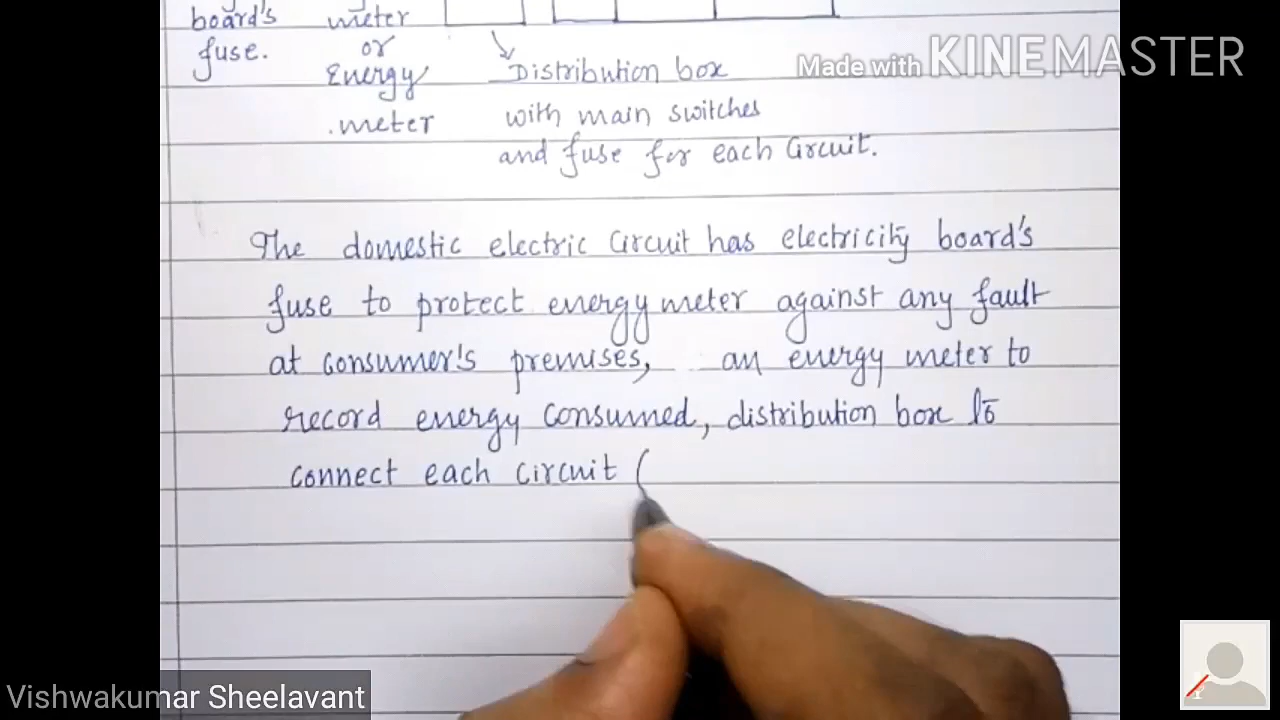 board's meter
fuse. or
Energy Distribution box
meter with main switches
and fuse for each Circuit.
Made with KINEMASTER
The domestic electric Circuit has electricity board's
fuse to protect energy meter against any fault
at consumer's premises, an energy meter to
record energy consumed, distribution box to
connect each circuit (
Vishwakumar Sheelavant